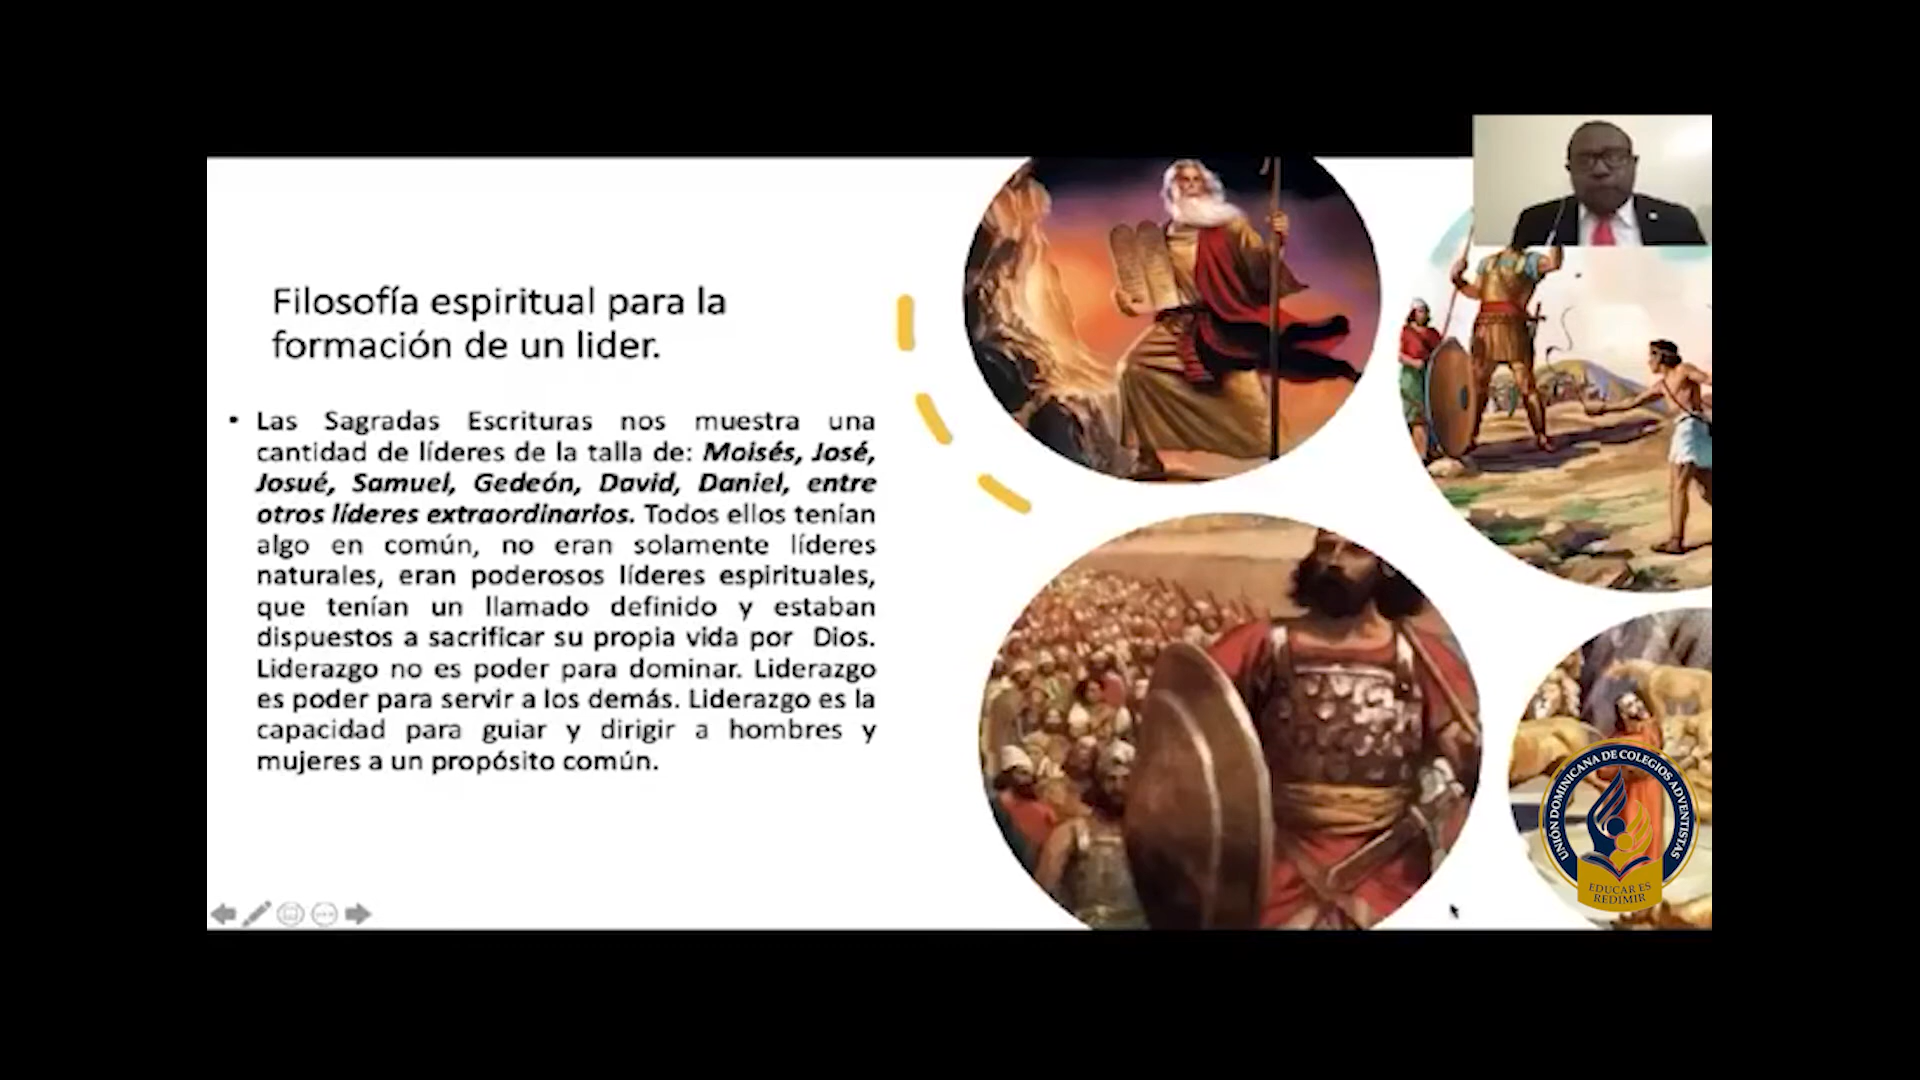 Filosofía espiritual para la
formación de un lider.
• Las Sagradas Escrituras nos muestra una
cantidad de líderes de la talla de: Moisés, José,
Josué, Samuel, Gedeón, David, Daniel, entre
otros líderes extraordinarios. Todos ellos tenían
algo en común, no eran solamente líderes
naturales, eran poderosos líderes espirituales,
que tenían un llamado definido y estaban
dispuestos a sacrificar su propia vida por Dios.
Liderazgo no es poder para dominar. Liderazgo
es poder para servir a los demás. Liderazgo es la
capacidad para guiar y dirigir a hombres y
mujeres a un propósito común.
UNIÓN DOMINICANA DE COLEGIOS ADVENTISTAS
EDUCAR ES
REDIMIR